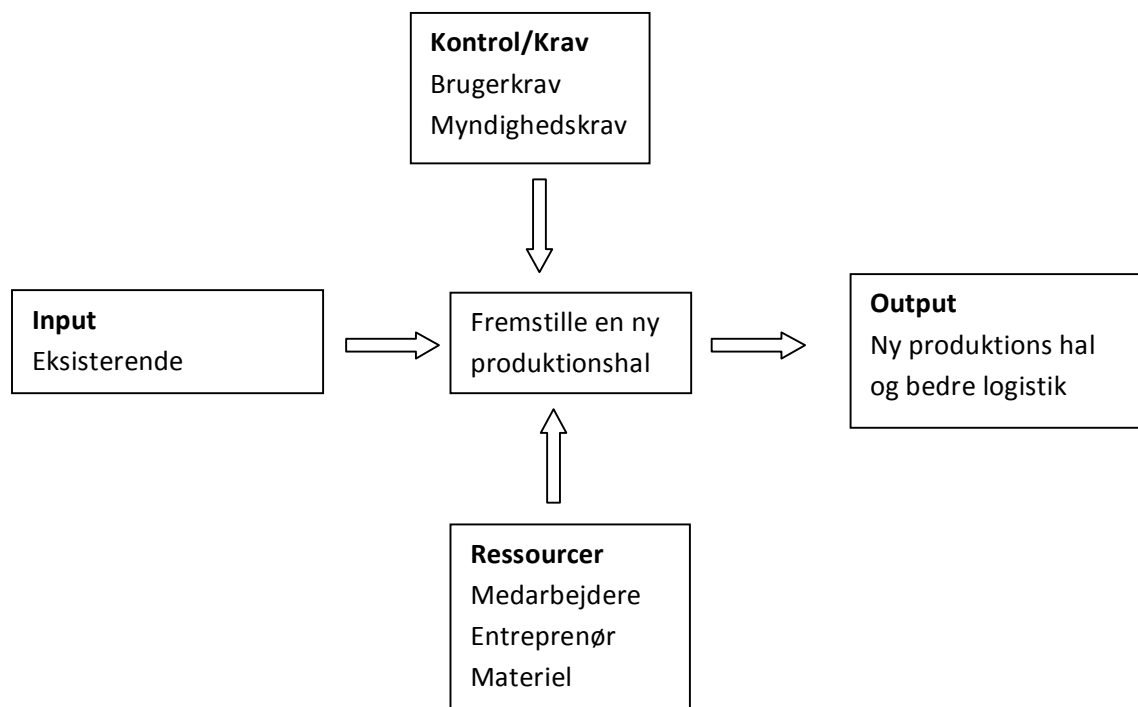 Kontrol/Krav
Brugerkrav
Myndighedskrav
Input
Eksisterende
Fremstille en ny
produktionshal
Output
Ny produktions hal
og bedre logistik
Ressourcer
Medarbejdere
Entreprenør
Materiel